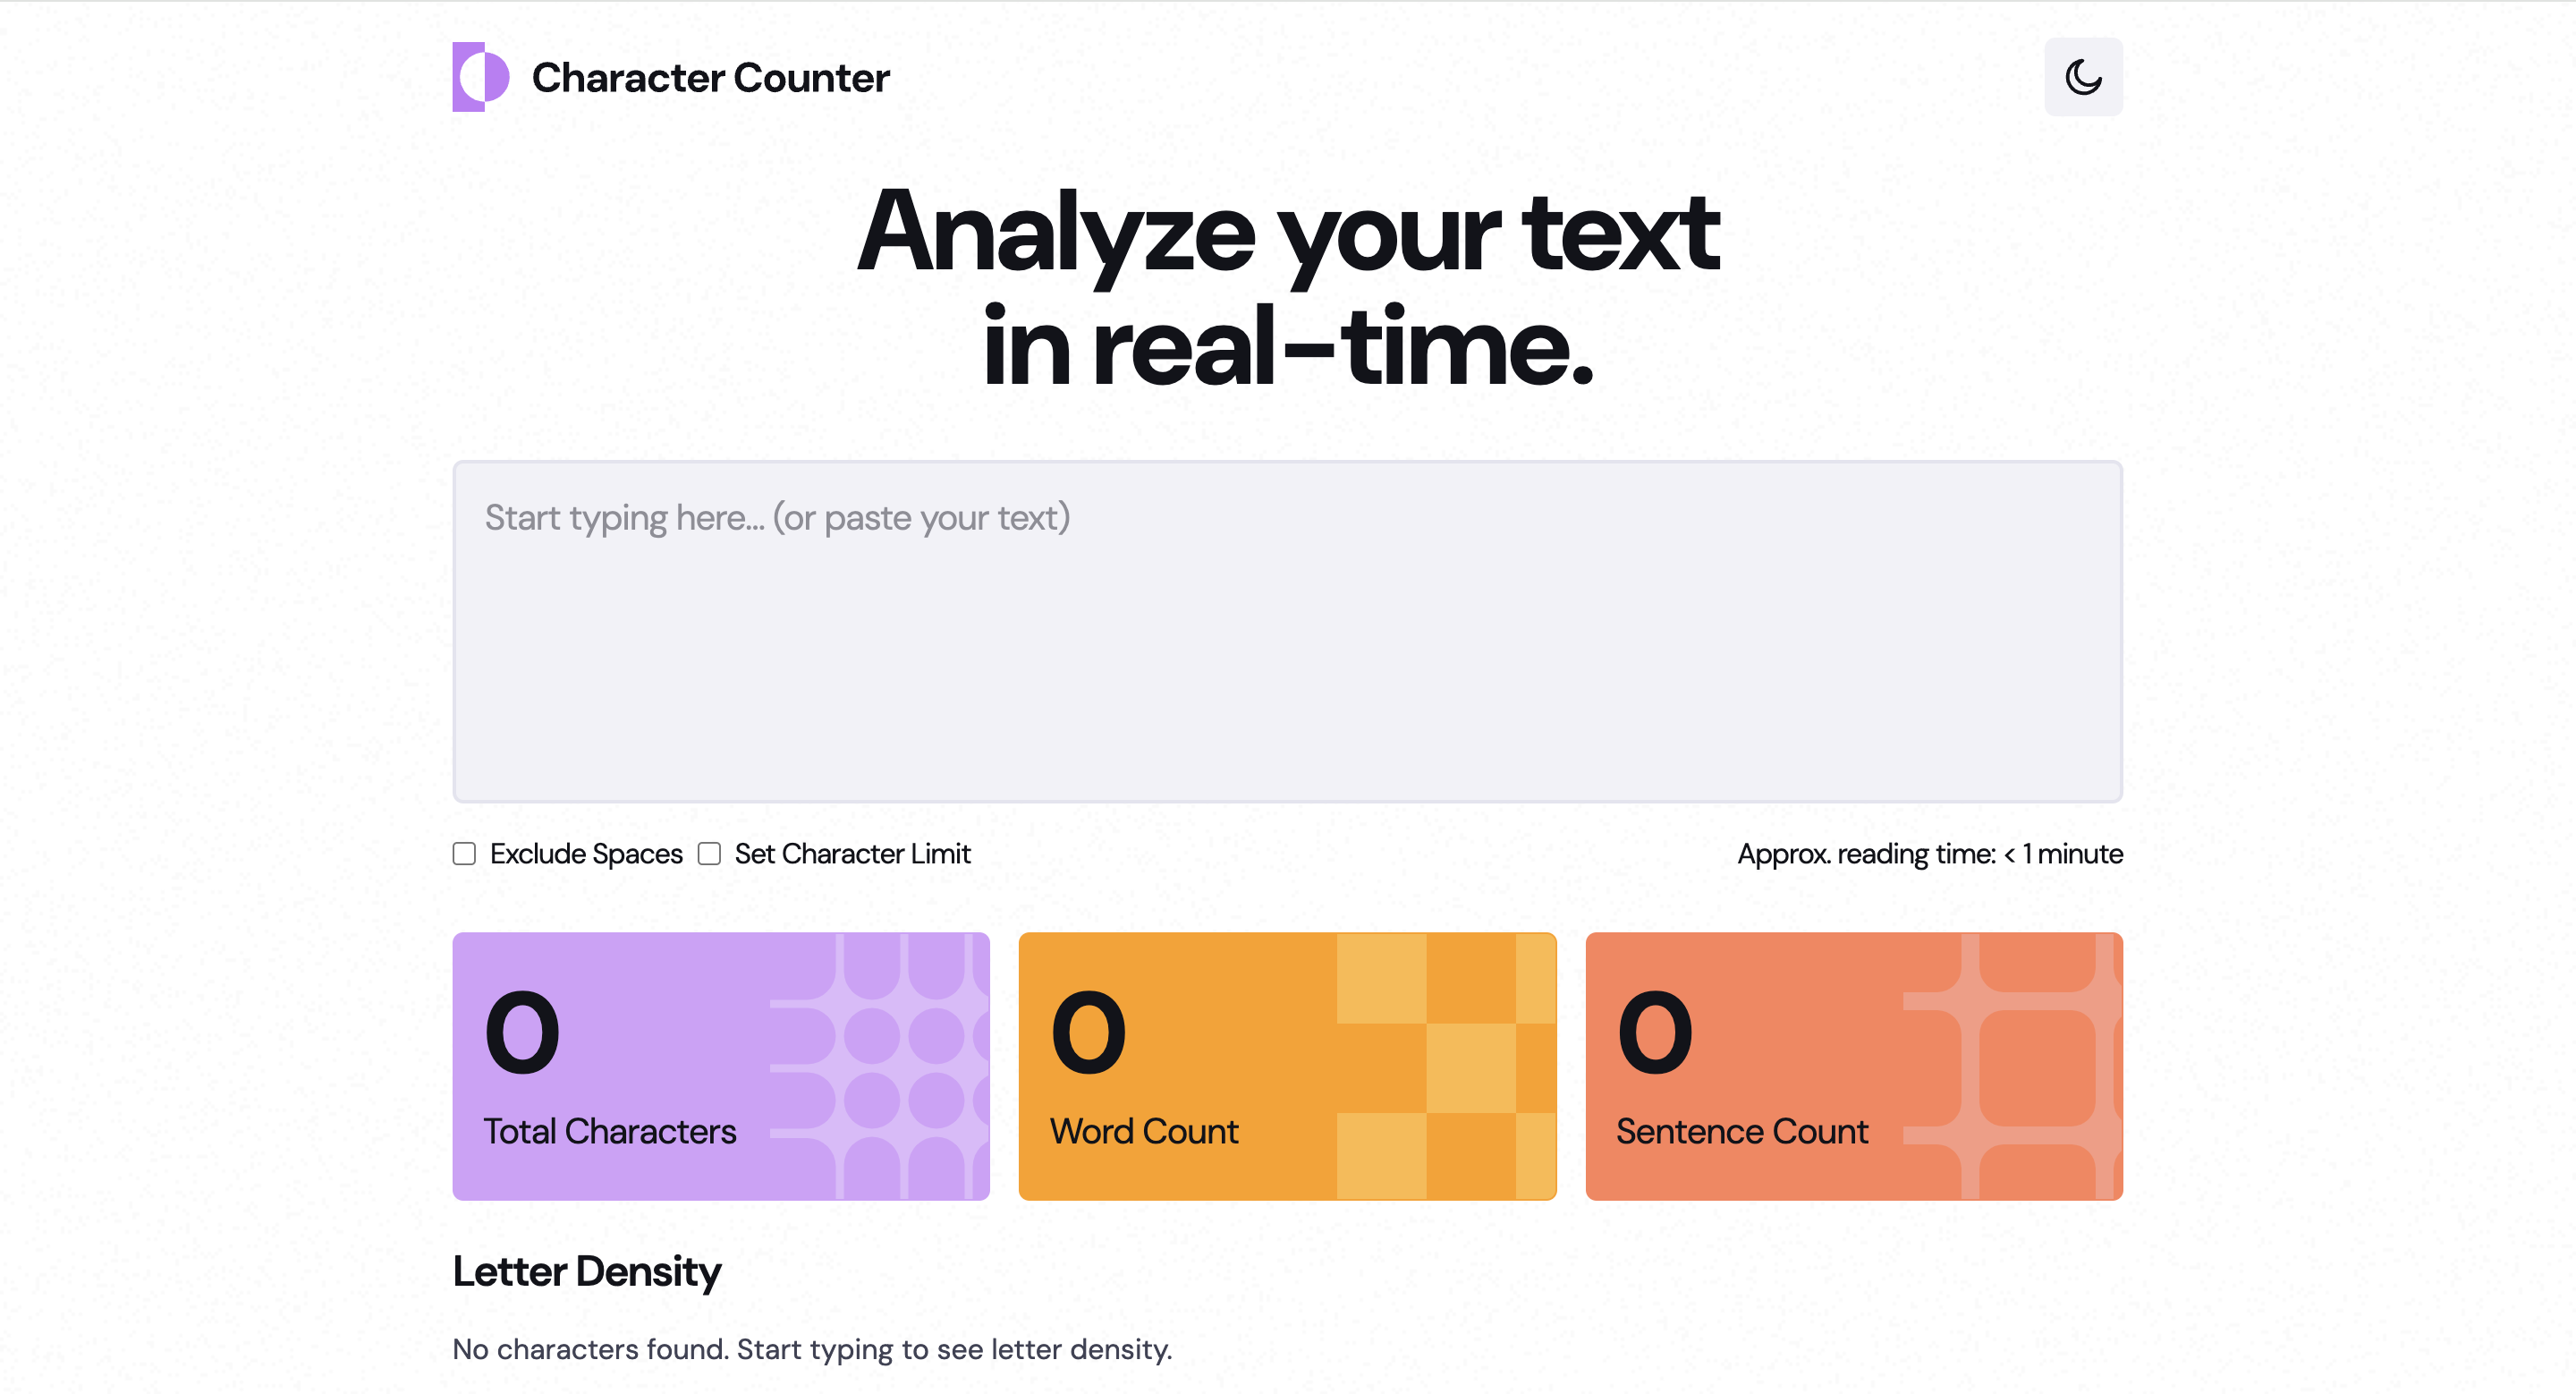 Character Counter
Analyze your text
in real-time.
Start typing here... (or paste your text)
Exclude Spaces Set Character Limit Approx. reading time: < 1 minute
0 0 0
Total Characters Word Count Sentence Count
Letter Density
No characters found. Start typing to see letter density.